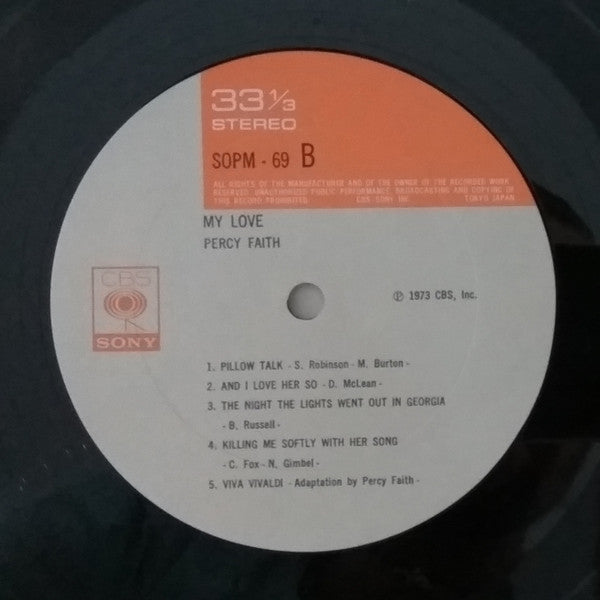 33 1/3
STEREO
SOPM - 69 B
ALL RIGHTS OF THE MANUFACTURER AND OF THE OWNER OF THE RECORDED WORK
RESERVED. UNAUTHORIZED PUBLIC PERFORMANCE, BROADCASTING AND COPYING OF
THIS RECORD PROHIBITED CBS/SONY INC. TOKYO JAPAN
MY LOVE
PERCY FAITH
CBS
SONY
℗ 1973 CBS, Inc.
1. PILLOW TALK - S. Robinson - M. Burton -
2. AND I LOVE HER SO - D. McLean -
3. THE NIGHT THE LIGHTS WENT OUT IN GEORGIA
- B. Russell -
4. KILLING ME SOFTLY WITH HER SONG
- C. Fox - N. Gimbel -
5. VIVA VIVALDI - Adaptation by Percy Faith -